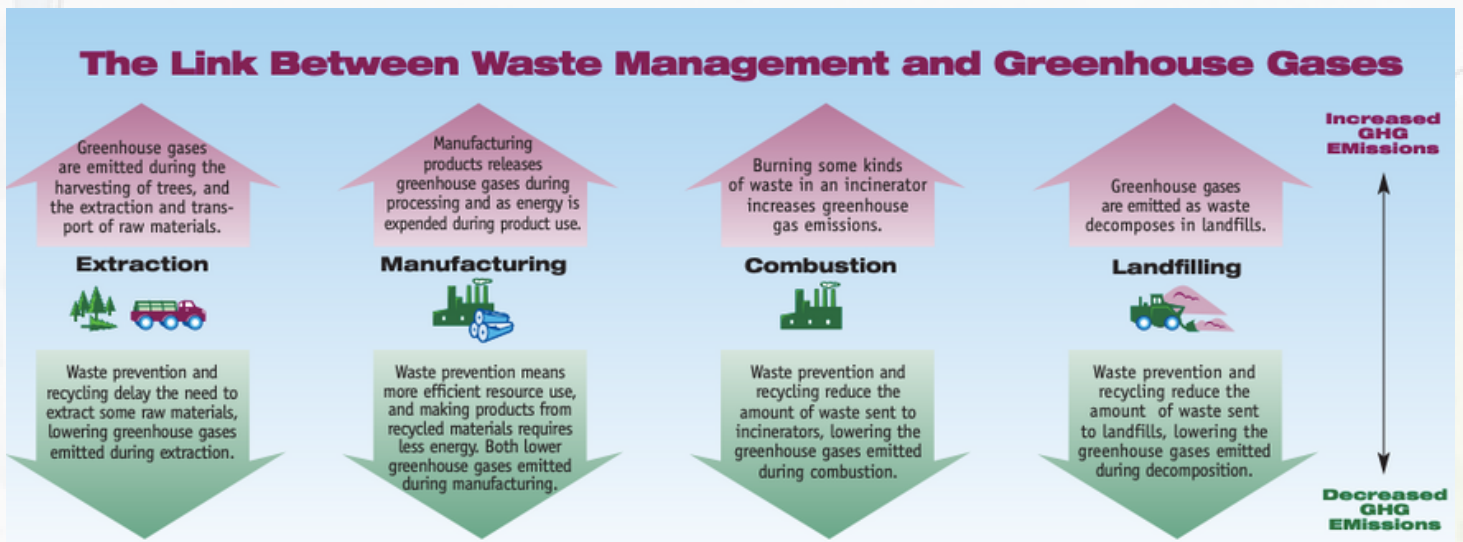 The Link Between Waste Management and Greenhouse Gases
Greenhouse gases
are emitted during the
harvesting of trees, and
the extraction and trans-
port of raw materials.
Extraction
Waste prevention and
recycling delay the need to
extract some raw materials,
lowering greenhouse gases
emitted during extraction.
Manufacturing
products releases
greenhouse gases during
processing and as energy is
expended during product use.
Manufacturing
Waste prevention means
more efficient resource use,
and making products from
recycled materials requires
less energy. Both lower
greenhouse gases emitted
during manufacturing.
Burning some kinds
of waste in an incinerator
increases greenhouse
gas emissions.
Combustion
Waste prevention and
recycling reduce the
amount of waste sent to
incinerators, lowering the
greenhouse gases emitted
during combustion.
Greenhouse gases
are emitted as waste
decomposes in landfills.
Landfilling
Waste prevention and
recycling reduce the
amount of waste sent
to landfills, lowering the
greenhouse gases emitted
during decomposition.
Increased
GHG
EMissions
Decreased
GHG
EMissions